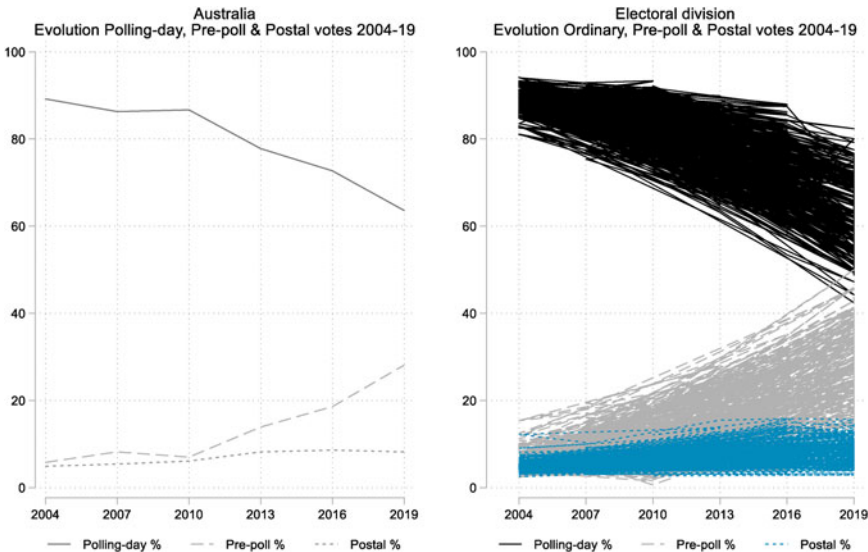 Australia
Evolution Polling-day, Pre-poll & Postal votes 2004-19
100
80
60
40
20
0
2004 2007 2010 2013 2016 2019
Polling-day % Pre-poll % Postal %
Electoral division
Evolution Ordinary, Pre-poll & Postal votes 2004-19
100
80
60
40
20
0
2004 2007 2010 2013 2016 2019
Polling-day % Pre-poll % Postal %